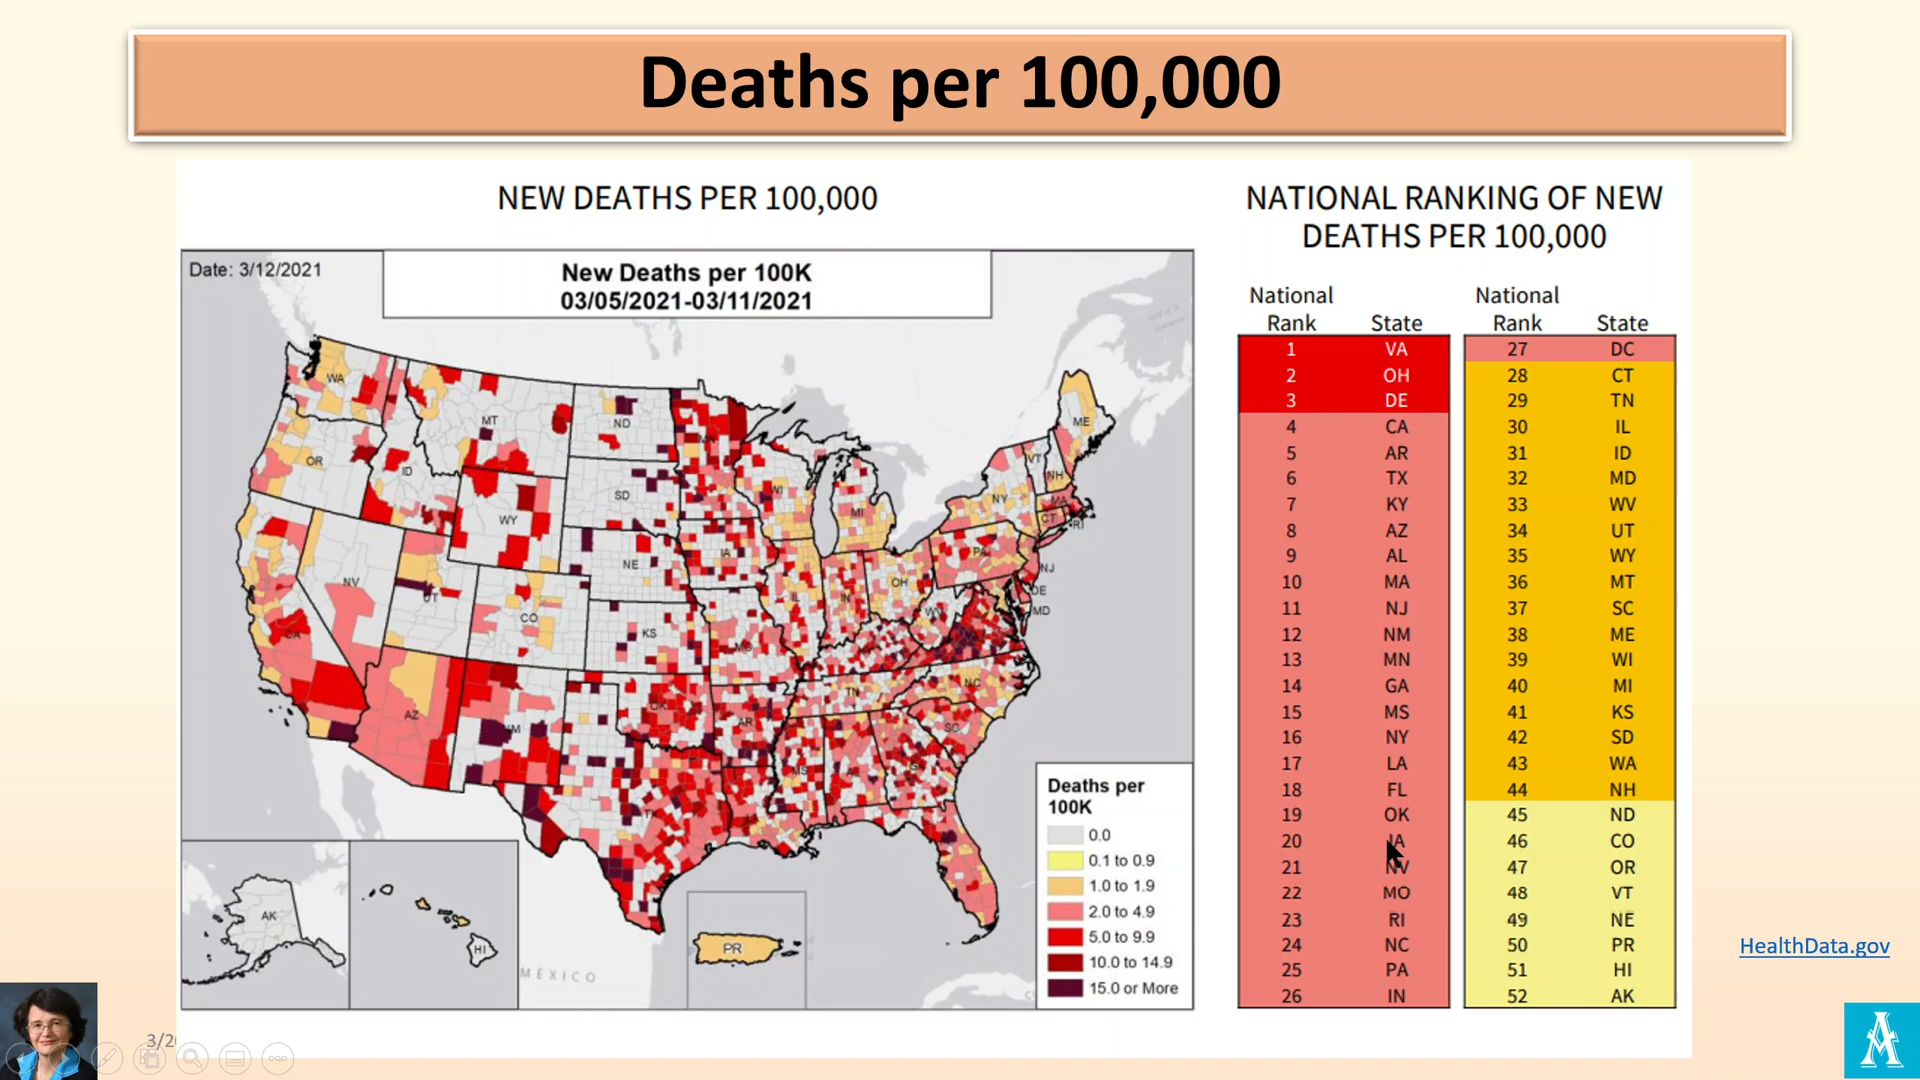 Deaths per 100,000
NEW DEATHS PER 100,000
Date: 3/12/2021
New Deaths per 100K
03/05/2021-03/11/2021
WA
MT
ND
OR
ID
SD
WY
WI
MI
NY
VT
NH
ME
MA
CT
RI
NV
UT
CO
NE
IA
IL
IN
OH
PA
NJ
DE
MD
WV
CA
AZ
KS
MO
OK
AR
TN
NC
SC
MS
GA
AK
HI
PR
MÉXICO
Deaths per
100K
0.0
0.1 to 0.9
1.0 to 1.9
2.0 to 4.9
5.0 to 9.9
10.0 to 14.9
15.0 or More
NATIONAL RANKING OF NEW
DEATHS PER 100,000
National National
Rank State Rank State
1 VA 27 DC
2 OH 28 CT
3 DE 29 TN
4 CA 30 IL
5 AR 31 ID
6 TX 32 MD
7 KY 33 WV
8 AZ 34 UT
9 AL 35 WY
10 MA 36 MT
11 NJ 37 SC
12 NM 38 ME
13 MN 39 WI
14 GA 40 MI
15 MS 41 KS
16 NY 42 SD
17 LA 43 WA
18 FL 44 NH
19 OK 45 ND
20 IA 46 CO
21 NV 47 OR
22 MO 48 VT
23 RI 49 NE
24 NC 50 PR
25 PA 51 HI
26 IN 52 AK
HealthData.gov
3/2
A